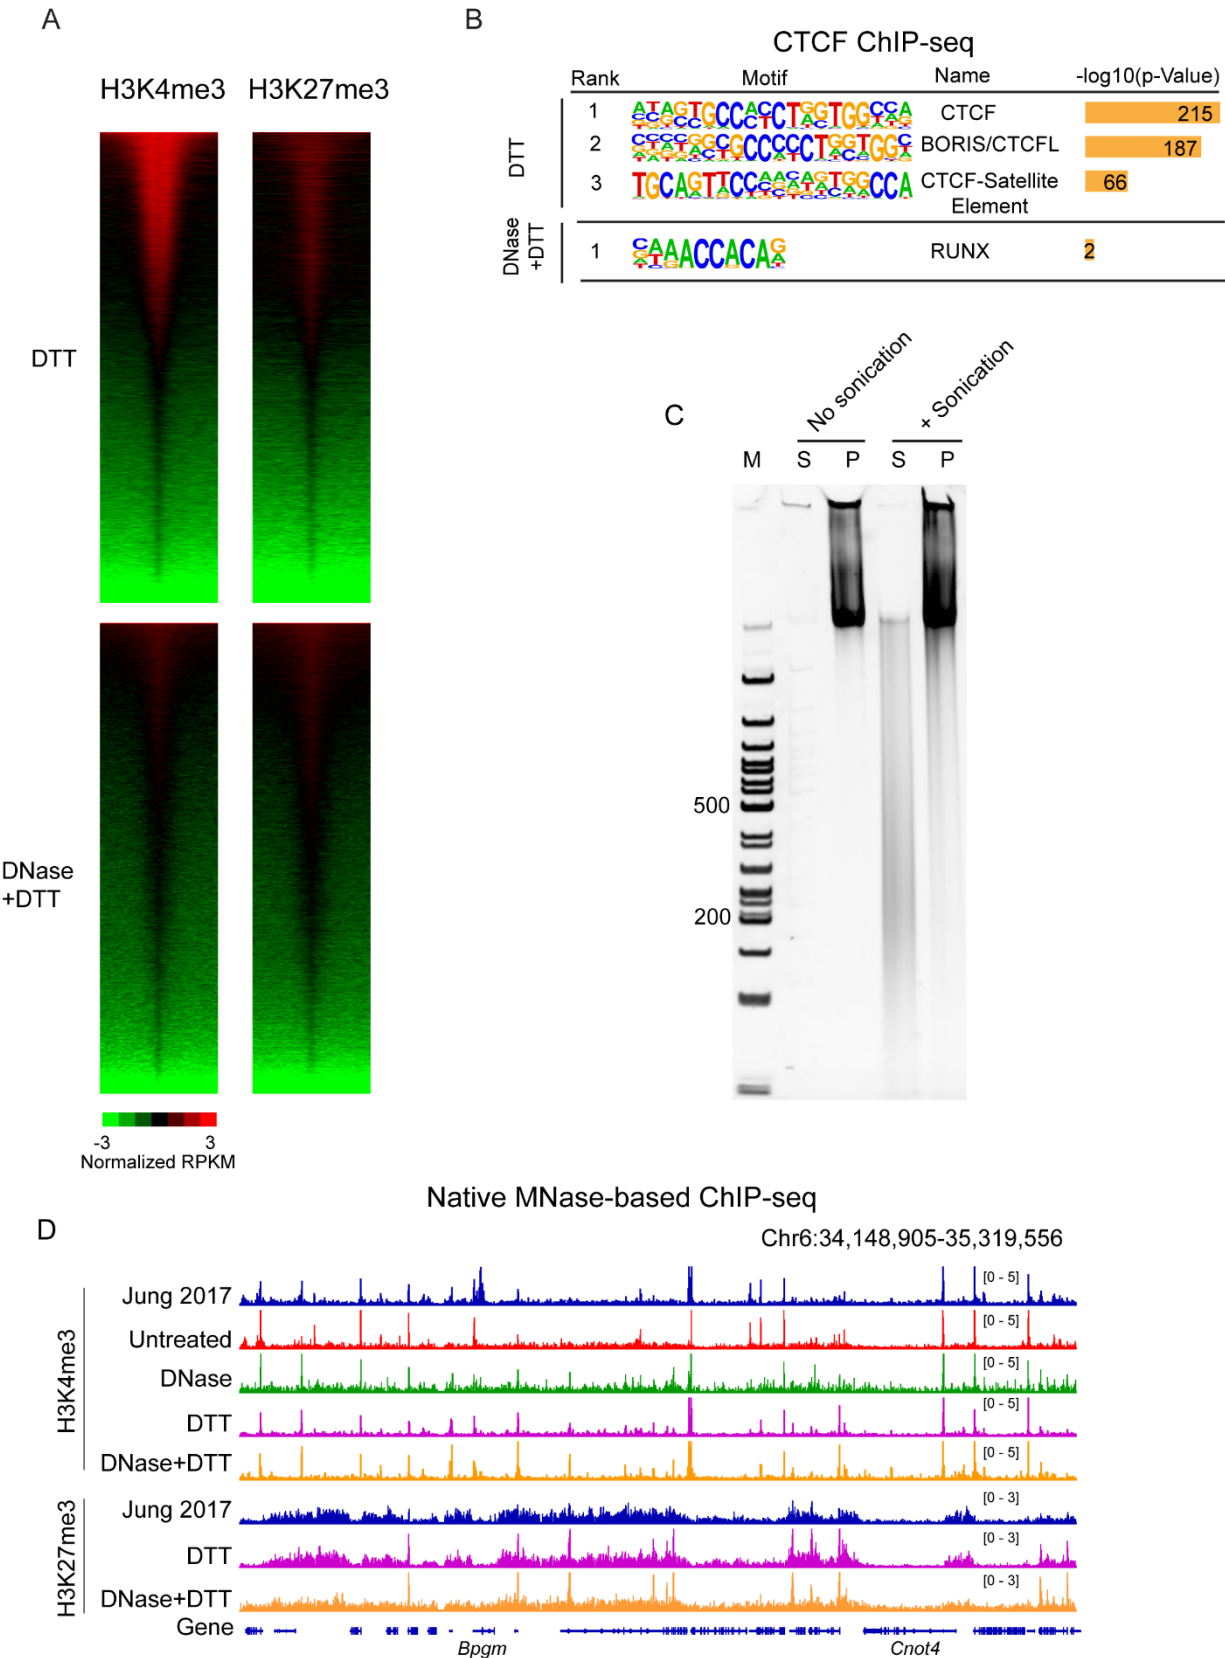 A
H3K4me3 H3K27me3
DTT
DNase
+DTT
-3 3
Normalized RPKM
B
CTCF ChIP-seq
Rank Motif Name -log10(p-Value)
DTT
1 CTCF 215
2 BORIS/CTCFL 187
3 CTCF-Satellite
Element 66
DNase
+DTT
1 RUNX 2
C
No sonication + Sonication
M S P S P
500
200
Native MNase-based ChIP-seq
D
Chr6:34,148,905-35,319,556
H3K4me3
Jung 2017 [0 - 5]
Untreated [0 - 5]
DNase [0 - 5]
DTT [0 - 5]
DNase+DTT [0 - 5]
H3K27me3
Jung 2017 [0 - 3]
DTT [0 - 3]
DNase+DTT [0 - 3]
Gene
Bpgm Cnot4